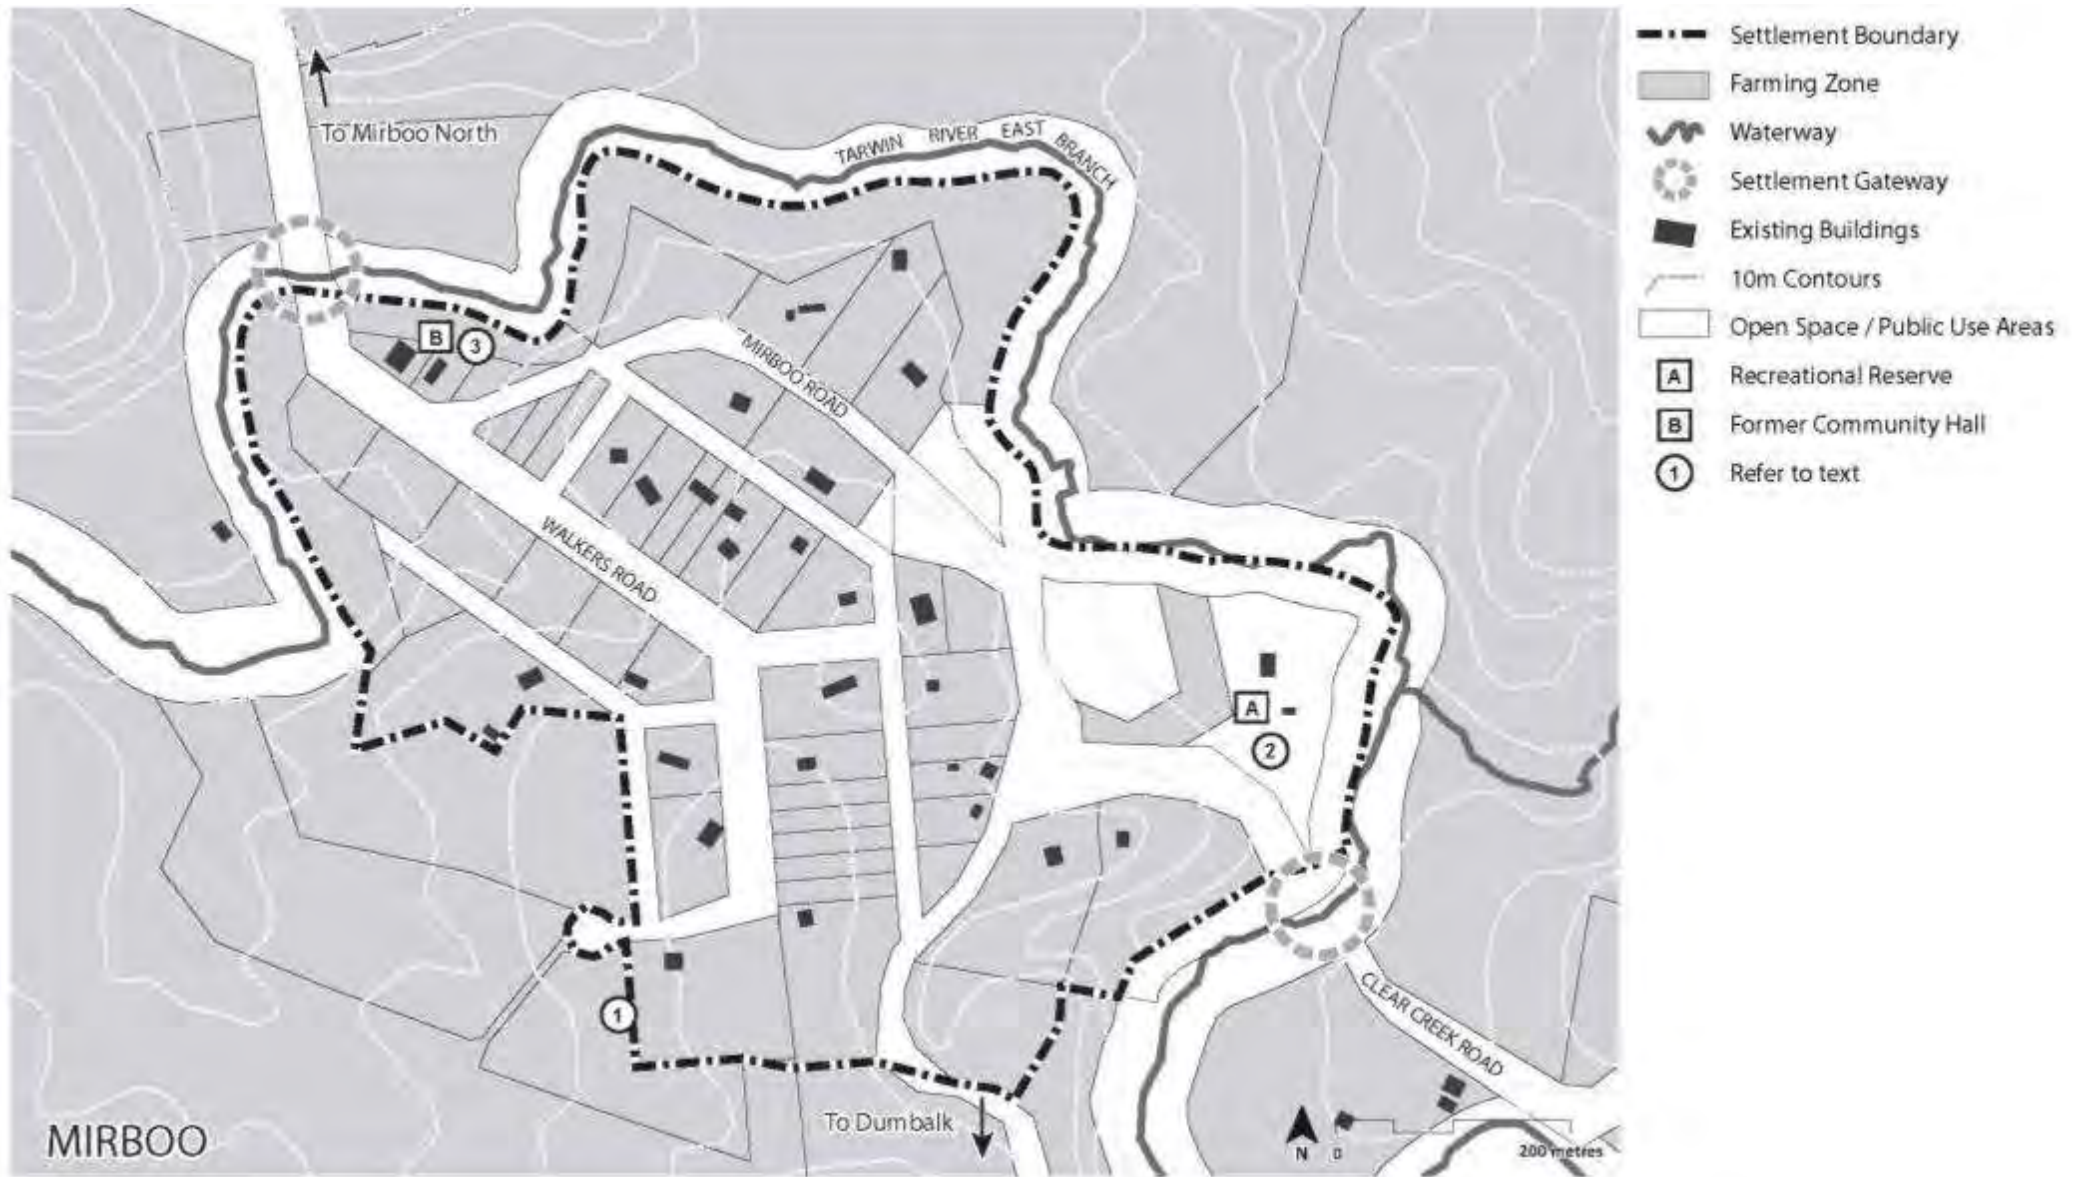 To Mirboo North
TARWIN RIVER EAST BRANCH
B
3
MIRBOO ROAD
WALKERS ROAD
A
2
1
CLEAR CREEK ROAD
To Dumbalk
MIRBOO
N
0
200 metres
Settlement Boundary
Farming Zone
Waterway
Settlement Gateway
Existing Buildings
10m Contours
Open Space / Public Use Areas
A Recreational Reserve
B Former Community Hall
1 Refer to text